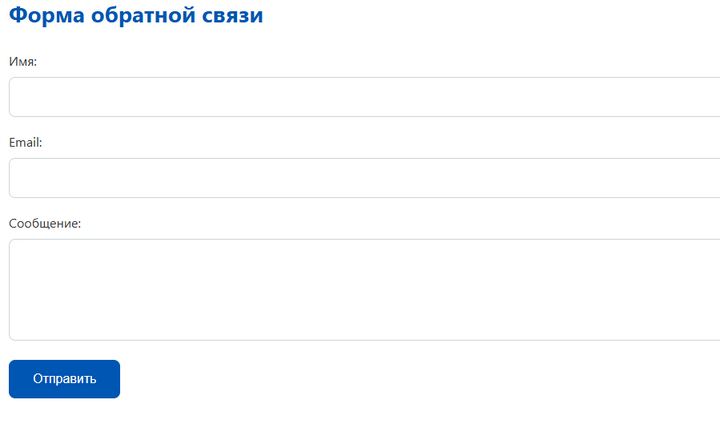 Форма обратной связи
Имя:
Email:
Сообщение:
Отправить